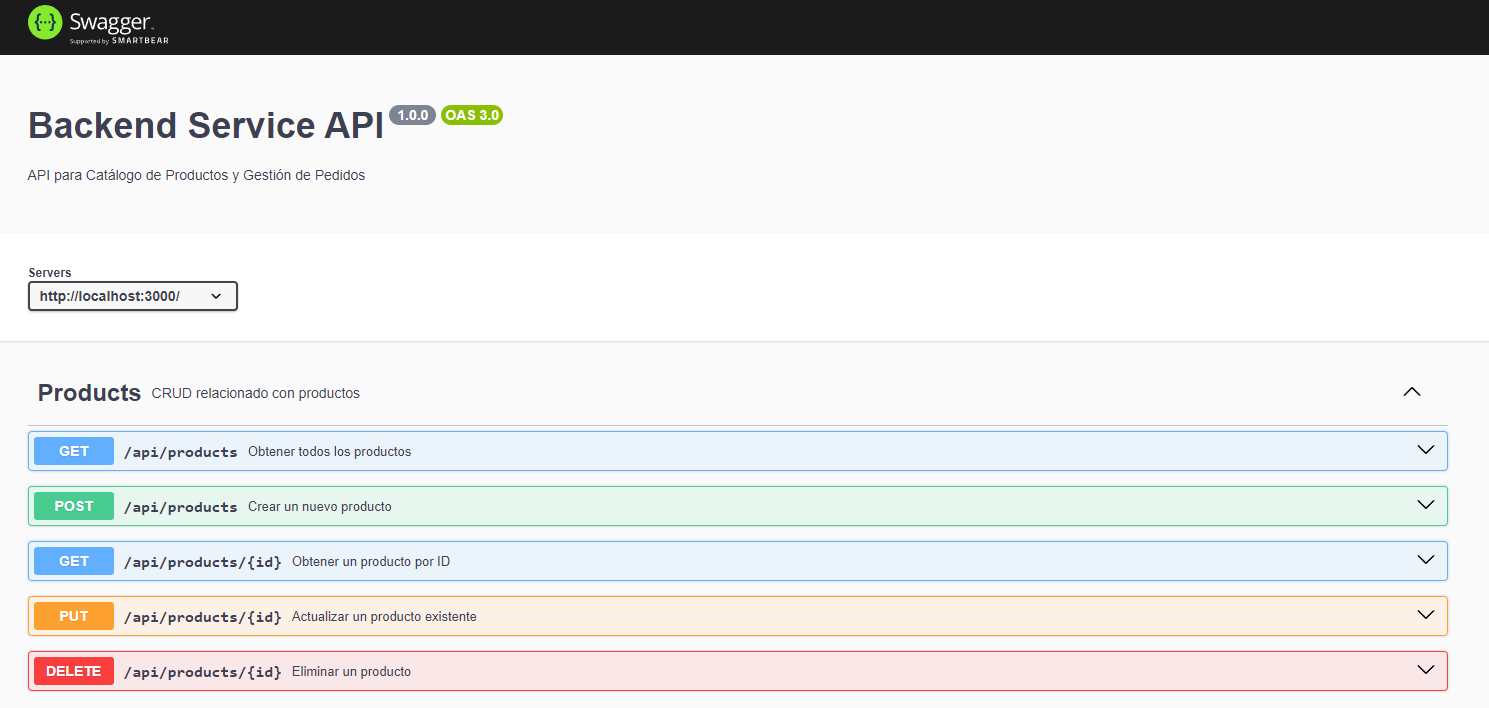 {···} Swagger.
Supported by SMARTBEAR
Backend Service API 1.0.0 OAS 3.0
API para Catálogo de Productos y Gestión de Pedidos
Servers
http://localhost:3000/
Products CRUD relacionado con productos
GET /api/products Obtener todos los productos
POST /api/products Crear un nuevo producto
GET /api/products/{id} Obtener un producto por ID
PUT /api/products/{id} Actualizar un producto existente
DELETE /api/products/{id} Eliminar un producto